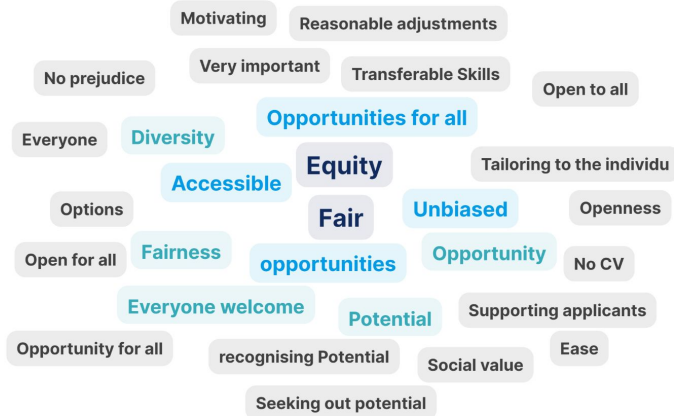 Motivating
Reasonable adjustments
Very important
No prejudice
Transferable Skills
Open to all
Opportunities for all
Everyone
Diversity
Equity
Tailoring to the individu
Accessible
Options
Unbiased
Openness
Fair
Open for all
Fairness
opportunities
Opportunity
No CV
Everyone welcome
Potential
Supporting applicants
Opportunity for all
recognising Potential
Social value
Ease
Seeking out potential